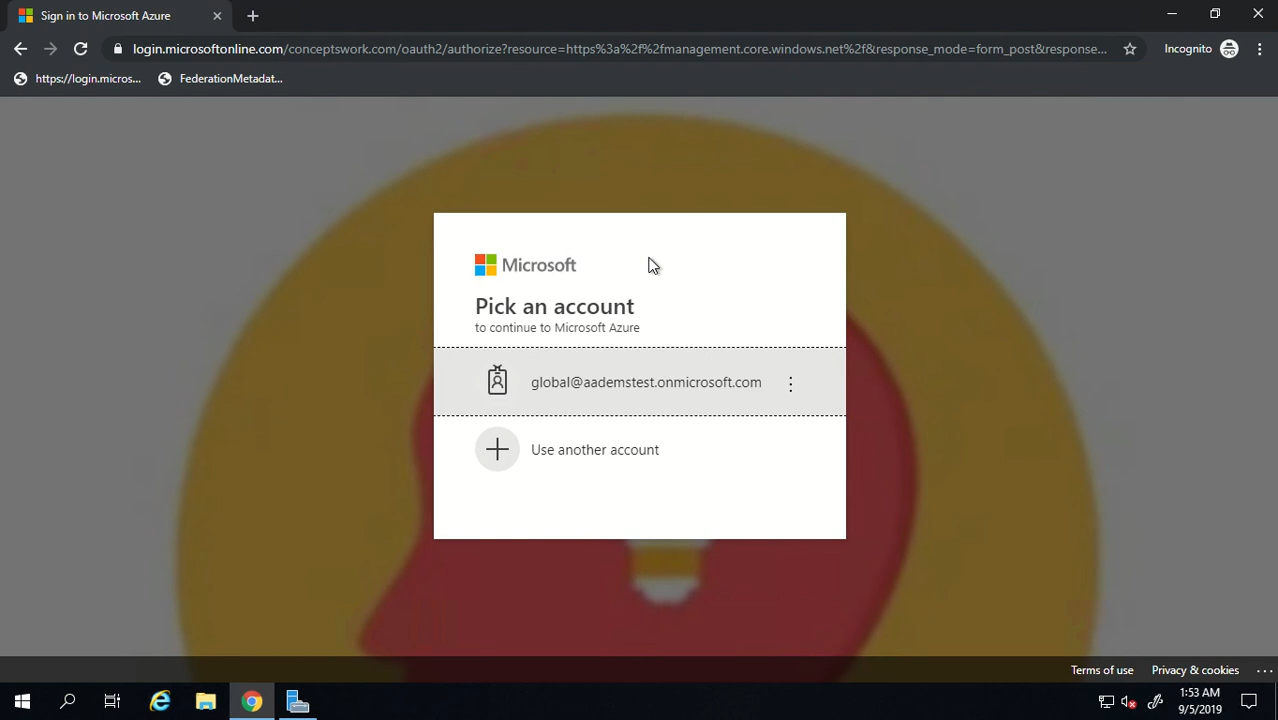 Sign in to Microsoft Azure
login.microsoftonline.com/conceptswork.com/oauth2/authorize?resource=https%3a%2f%2fmanagement.core.windows.net%2f&response_mode=form_post&response...
Incognito
https://login.micros...
FederationMetadat...
Microsoft
Pick an account
to continue to Microsoft Azure
global@aademstest.onmicrosoft.com
Use another account
Terms of use
Privacy & cookies
...
1:53 AM
9/5/2019